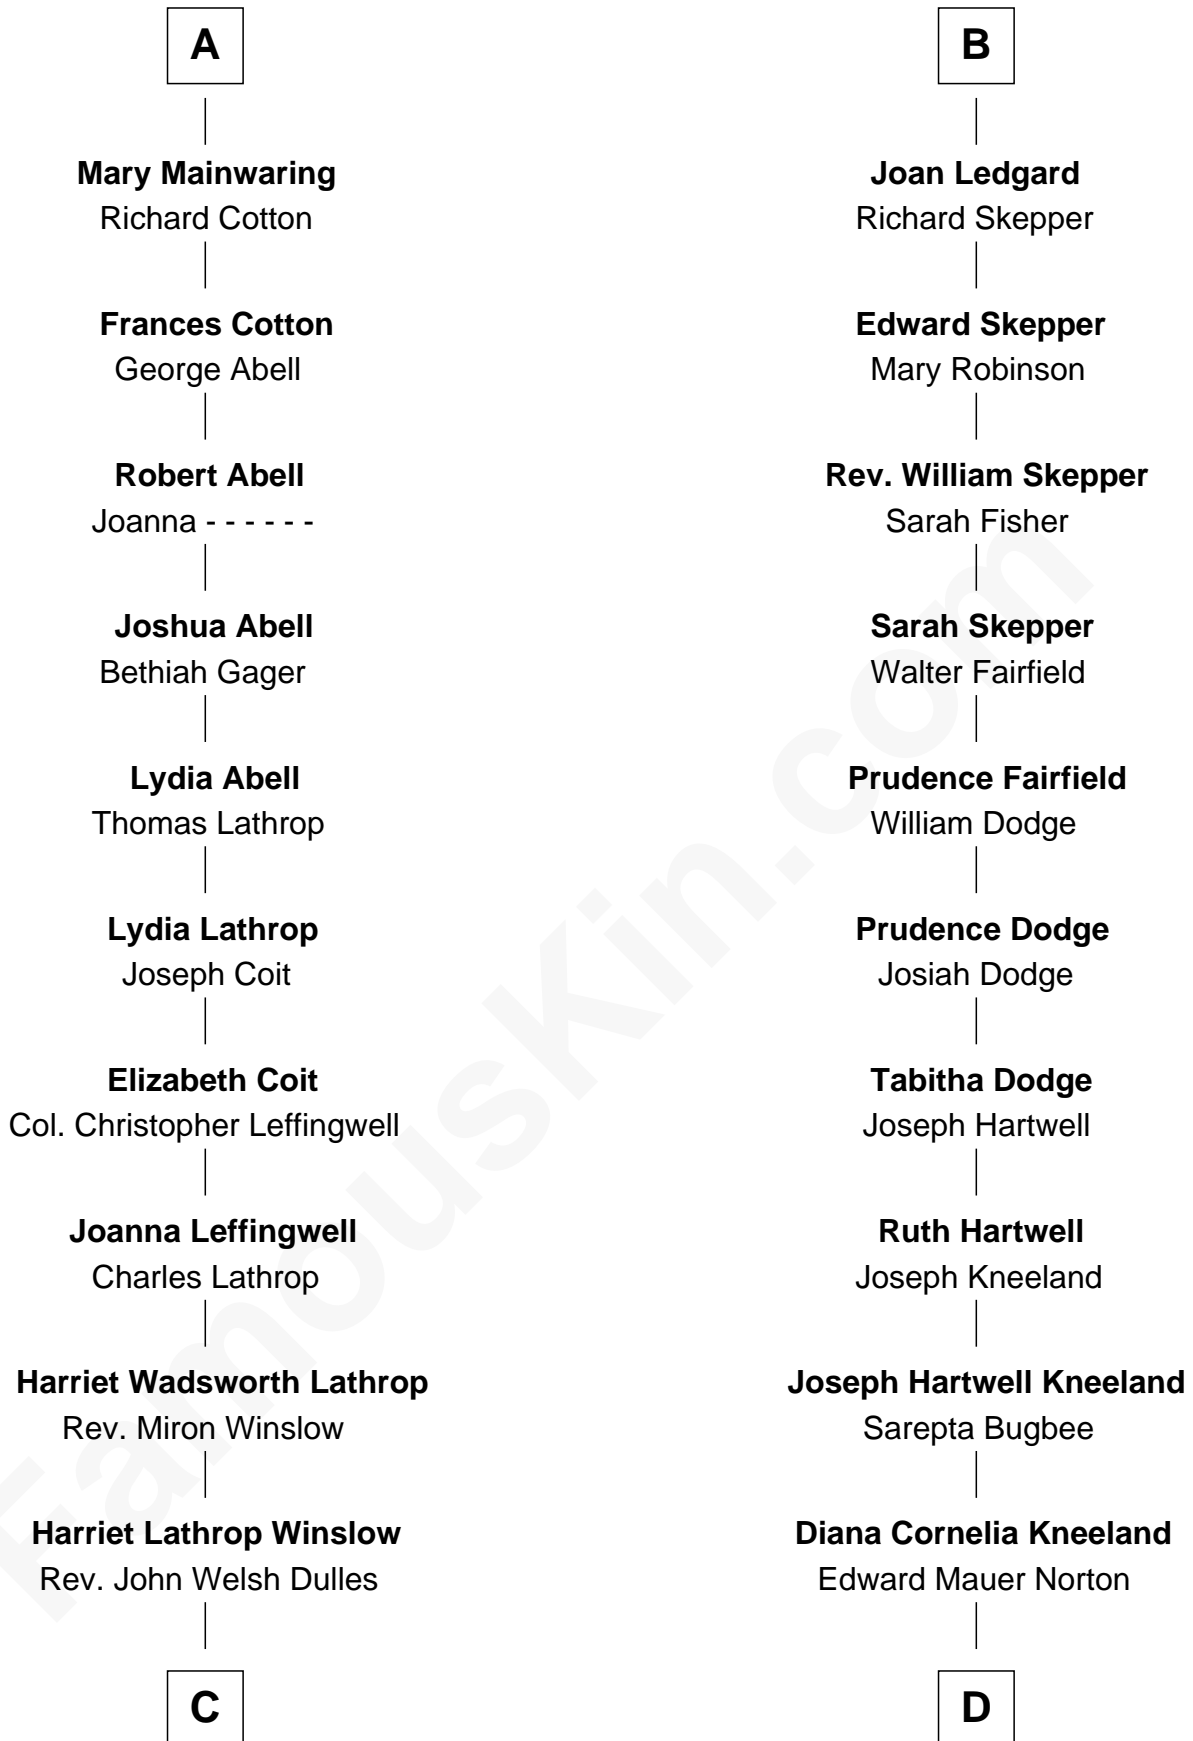 A
Mary Mainwaring
Richard Cotton
Frances Cotton
George Abell
Robert Abell
Joanna - - - - - -
Joshua Abell
Bethiah Gager
Lydia Abell
Thomas Lathrop
Lydia Lathrop
Joseph Coit
Elizabeth Coit
Col. Christopher Leffingwell
Joanna Leffingwell
Charles Lathrop
Harriet Wadsworth Lathrop
Rev. Miron Winslow
Harriet Lathrop Winslow
Rev. John Welsh Dulles
C
B
Joan Ledgard
Richard Skepper
Edward Skepper
Mary Robinson
Rev. William Skepper
Sarah Fisher
Sarah Skepper
Walter Fairfield
Prudence Fairfield
William Dodge
Prudence Dodge
Josiah Dodge
Tabitha Dodge
Joseph Hartwell
Ruth Hartwell
Joseph Kneeland
Joseph Hartwell Kneeland
Sarepta Bugbee
Diana Cornelia Kneeland
Edward Mauer Norton
D
FamousKin.com